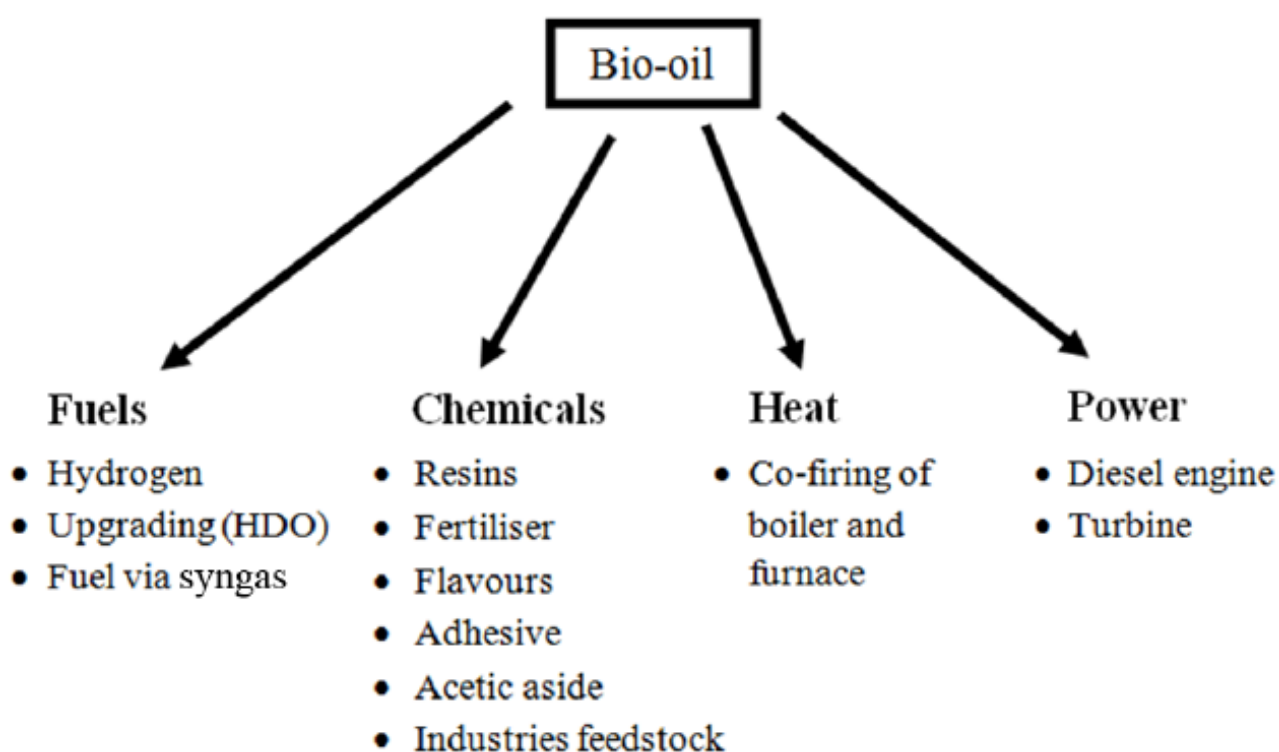 Bio-oil
Fuels
• Hydrogen
• Upgrading (HDO)
• Fuel via syngas
Chemicals
• Resins
• Fertiliser
• Flavours
• Adhesive
• Acetic aside
• Industries feedstock
Heat
• Co-firing of
boiler and
furnace
Power
• Diesel engine
• Turbine